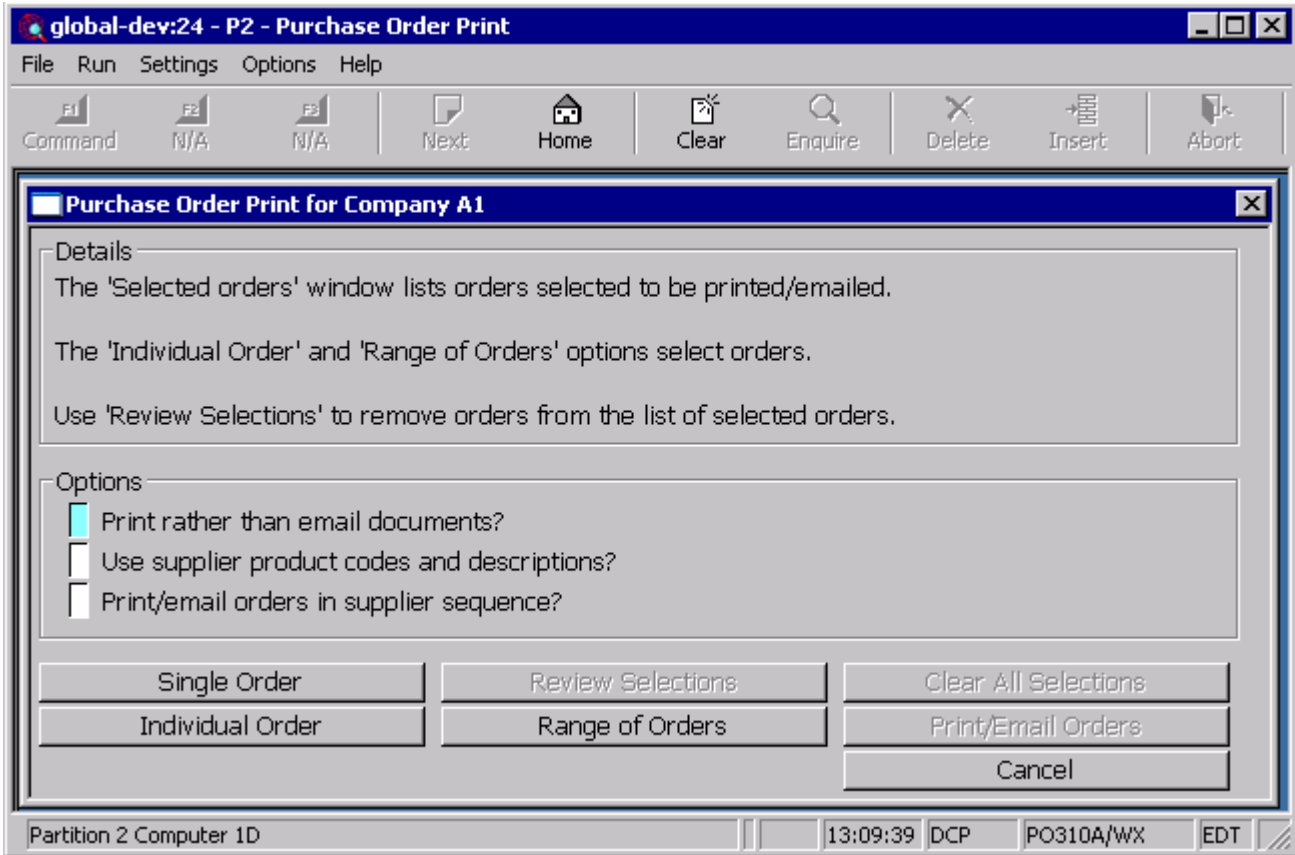 global-dev:24 - P2 - Purchase Order Print
File Run Settings Options Help
F1 F2 F3
Command N/A N/A Next Home Clear Enquire Delete Insert Abort
Purchase Order Print for Company A1
Details
The 'Selected orders' window lists orders selected to be printed/emailed.
The 'Individual Order' and 'Range of Orders' options select orders.
Use 'Review Selections' to remove orders from the list of selected orders.
Options
Print rather than email documents?
Use supplier product codes and descriptions?
Print/email orders in supplier sequence?
Single Order Review Selections Clear All Selections
Individual Order Range of Orders Print/Email Orders
Cancel
Partition 2 Computer 1D 13:09:39 DCP PO310A/WX EDT